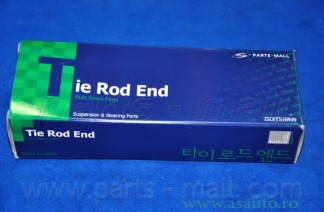 PARTS-MALL
Tie Rod End
Suspension & Steering Parts
ISO/TS16949
Tie Rod End
타이로드엔드
www.parts-mall.com
www.asauto.ro